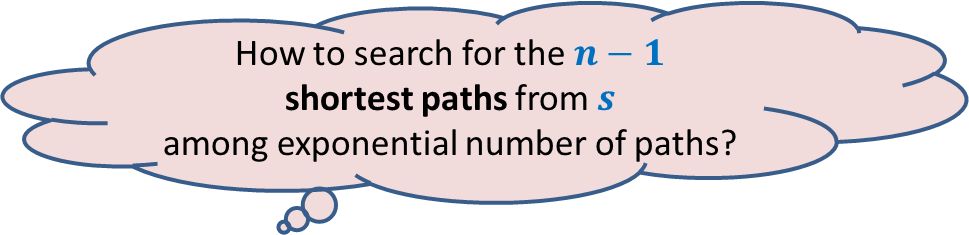 How to search for the n − 1
shortest paths from s
among exponential number of paths?